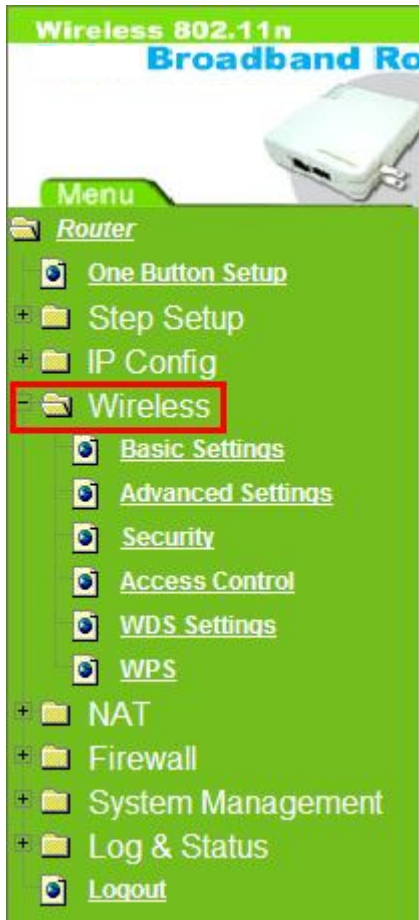 Wireless 802.11n
Broadband Ro
Menu
Router
One Button Setup
Step Setup
IP Config
Wireless
Basic Settings
Advanced Settings
Security
Access Control
WDS Settings
WPS
NAT
Firewall
System Management
Log & Status
Logout